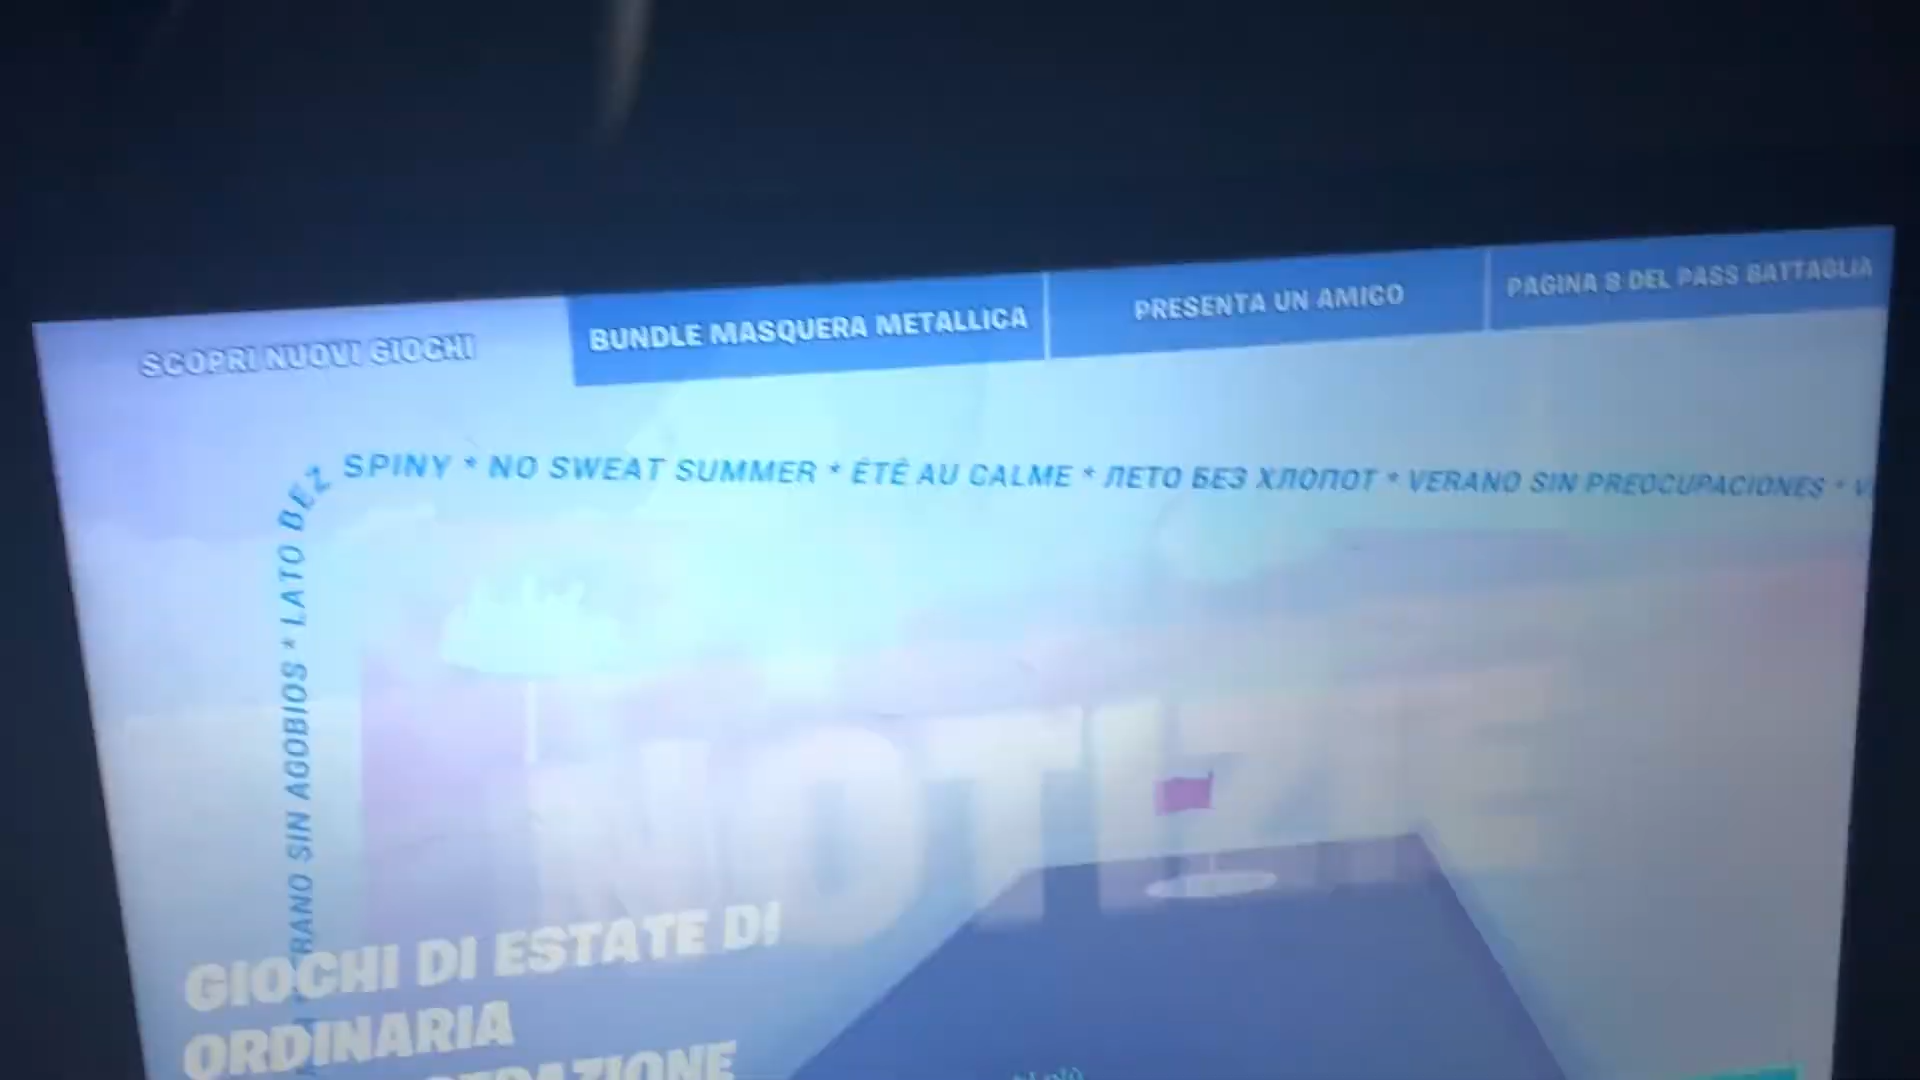 SCOPRI NUOVI GIOCHI
BUNDLE MASQUERA METALLICA
PRESENTA UN AMICO
PAGINA 8 DEL PASS BATTAGLIA
SIN AGOBIOS * LATO BEZ SPINY * NO SWEAT SUMMER * ÉTÉ AU CALME * ЛЕТО БЕЗ ХЛОПОТ * VERANO SIN PREOCUPACIONES *
NOTIZIE
GIOCHI DI ESTATE DI
ORDINARIA